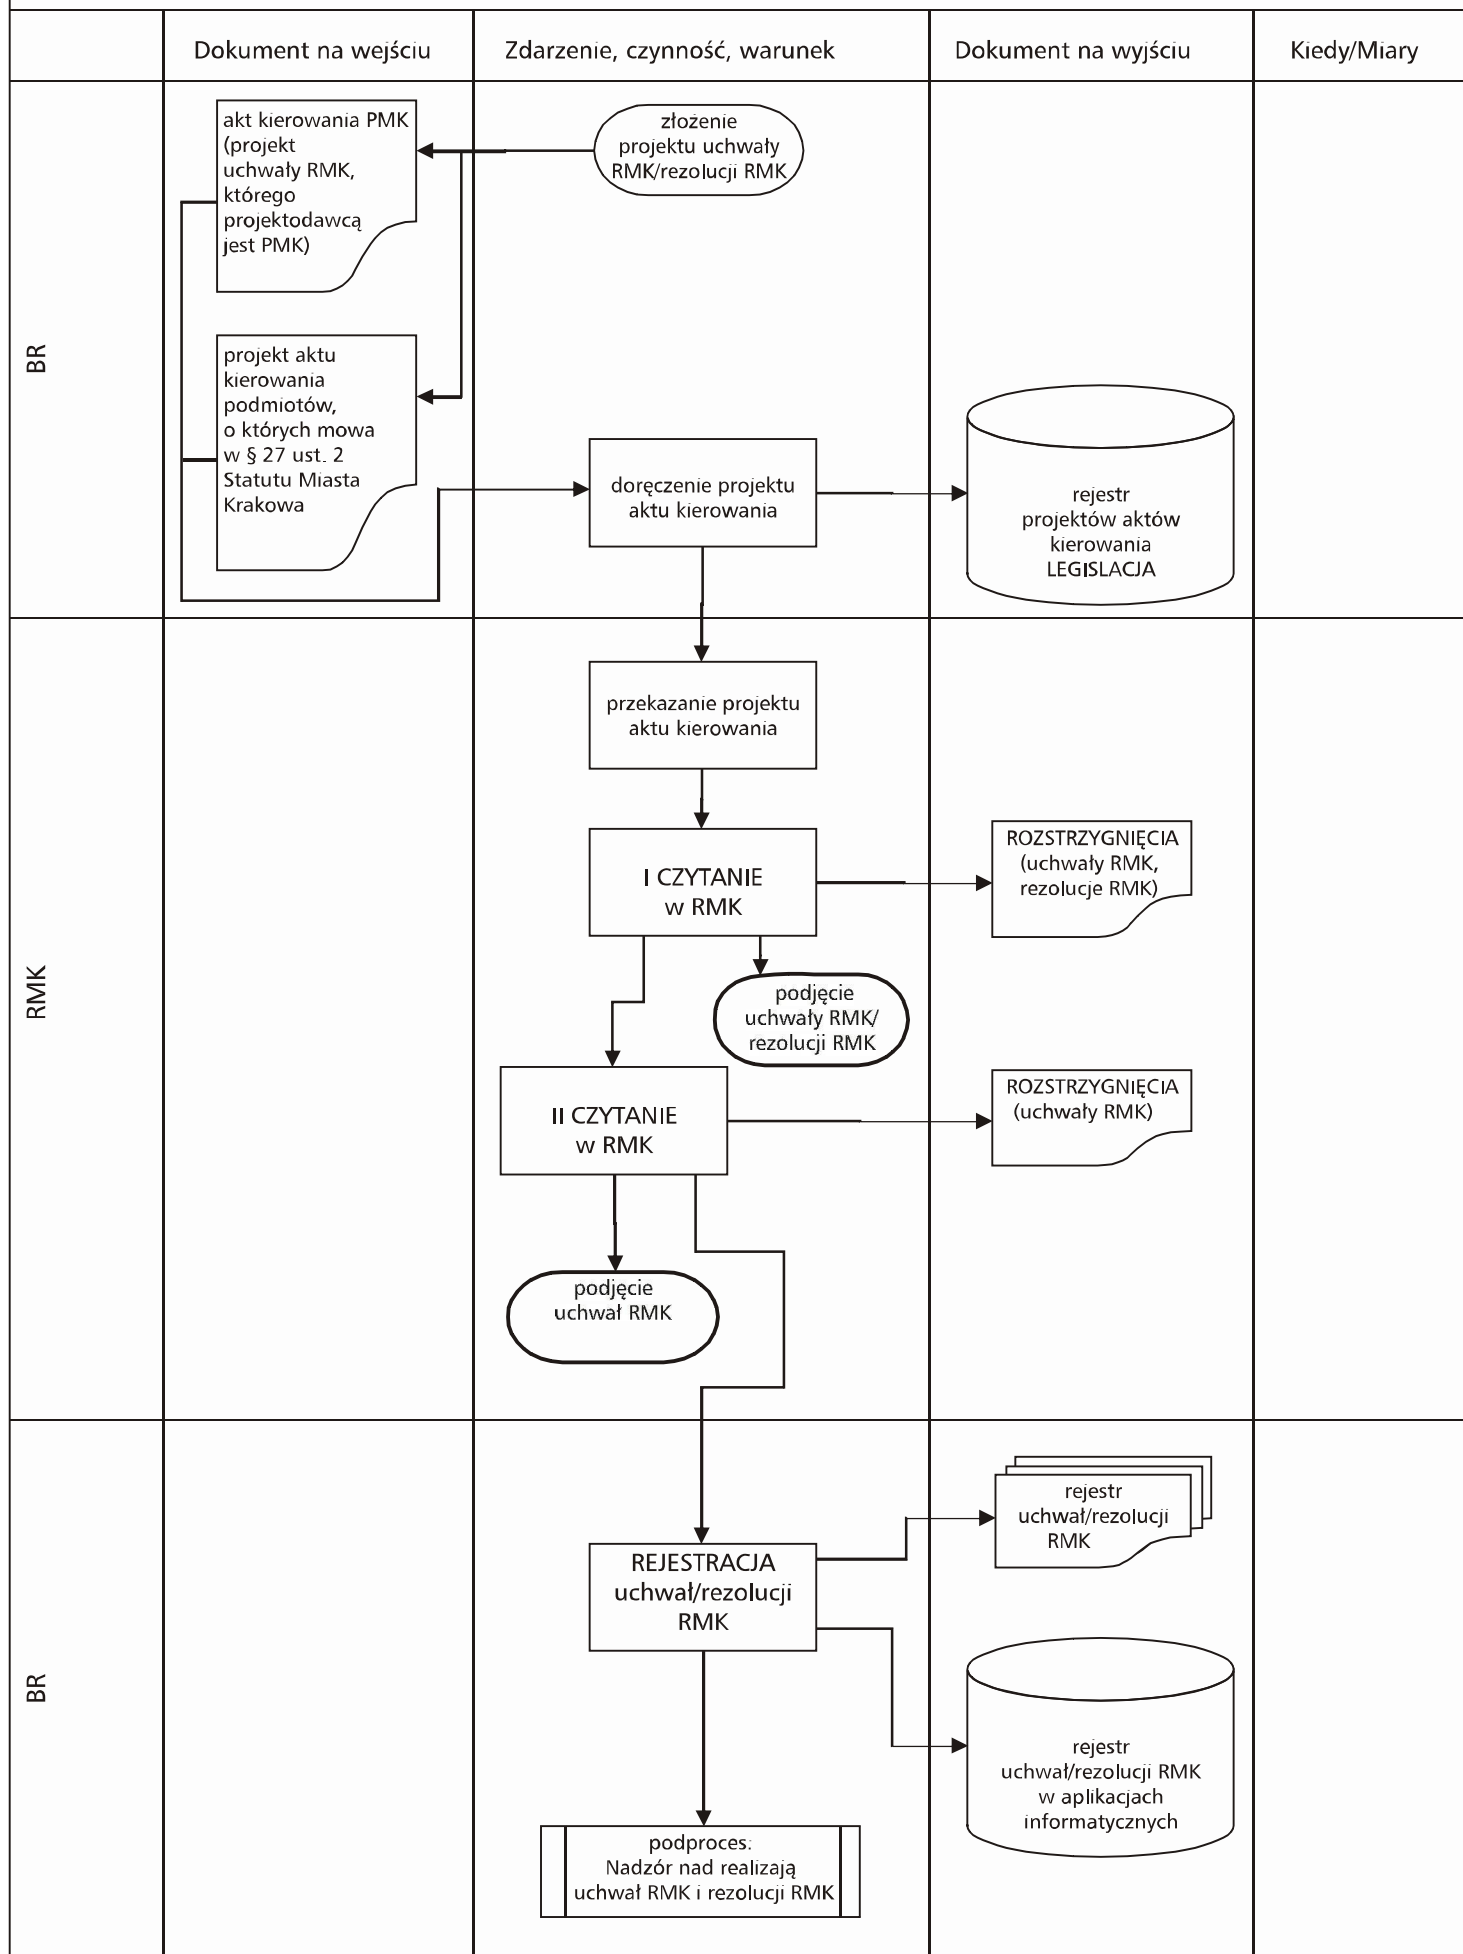 Dokument na wejściu
Zdarzenie, czynność, warunek
Dokument na wyjściu
Kiedy/Miary
BR
akt kierowania PMK
(projekt
uchwały RMK,
którego
projektodawcą
jest PMK)
złożenie
projektu uchwały
RMK/rezolucji RMK
projekt aktu
kierowania
podmiotów,
o których mowa
w § 27 ust. 2
Statutu Miasta
Krakowa
doręczenie projektu
aktu kierowania
rejestr
projektów aktów
kierowania
LEGISLACJA
RMK
przekazanie projektu
aktu kierowania
I CZYTANIE
w RMK
ROZSTRZYGNIĘCIA
(uchwały RMK,
rezolucje RMK)
podjęcie
uchwały RMK/
rezolucji RMK
II CZYTANIE
w RMK
ROZSTRZYGNIĘCIA
(uchwały RMK)
podjęcie
uchwał RMK
BR
rejestr
uchwał/rezolucji
RMK
REJESTRACJA
uchwał/rezolucji
RMK
rejestr
uchwał/rezolucji RMK
w aplikacjach
informatycznych
podproces:
Nadzór nad realizają
uchwał RMK i rezolucji RMK